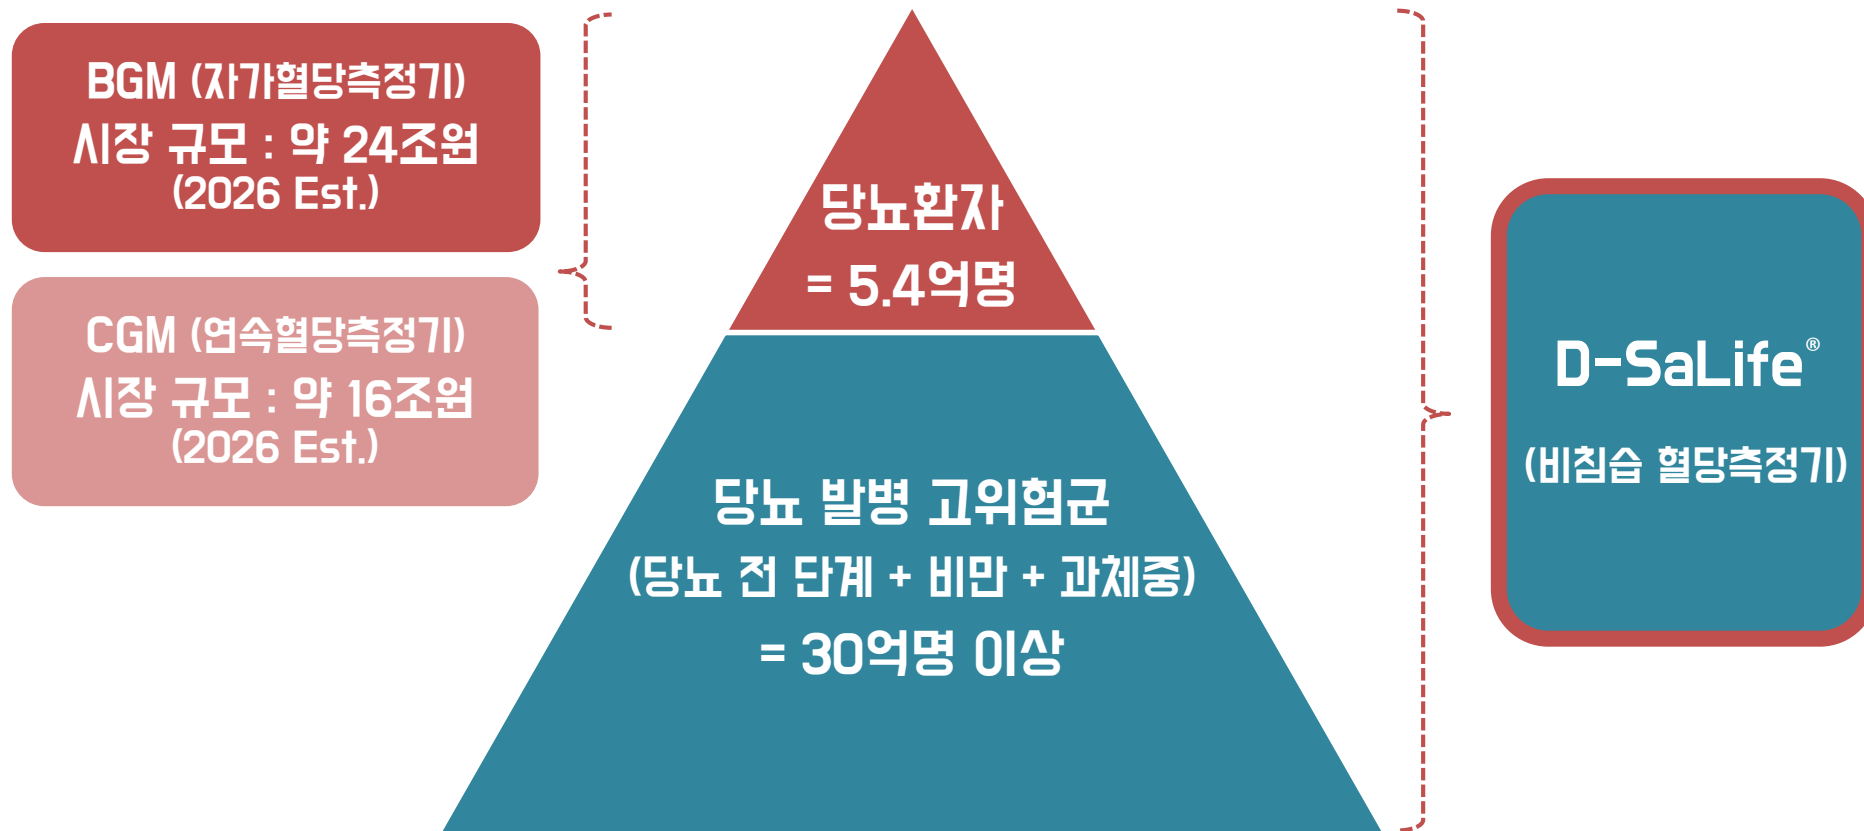 BGM (자가혈당측정기)
시장 규모 : 약 24조원
(2026 Est.)
CGM (연속혈당측정기)
시장 규모 : 약 16조원
(2026 Est.)
당뇨환자
= 5.4억명
당뇨 발병 고위험군
(당뇨 전 단계 + 비만 + 과체중)
= 30억명 이상
D-SaLife®
(비침습 혈당측정기)